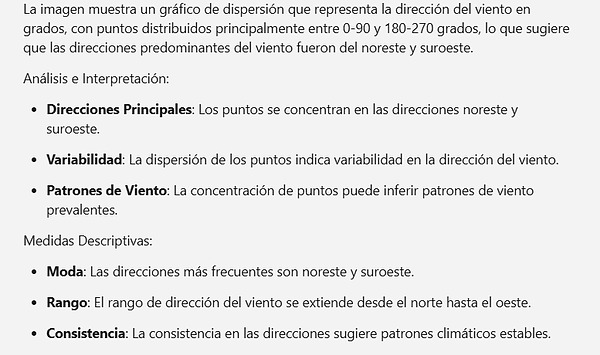 La imagen muestra un gráfico de dispersión que representa la dirección del viento en
grados, con puntos distribuidos principalmente entre 0-90 y 180-270 grados, lo que sugiere
que las direcciones predominantes del viento fueron del noreste y suroeste.
Análisis e Interpretación:
• Direcciones Principales: Los puntos se concentran en las direcciones noreste y
suroeste.
• Variabilidad: La dispersión de los puntos indica variabilidad en la dirección del viento.
• Patrones de Viento: La concentración de puntos puede inferir patrones de viento
prevalentes.
Medidas Descriptivas:
• Moda: Las direcciones más frecuentes son noreste y suroeste.
• Rango: El rango de dirección del viento se extiende desde el norte hasta el oeste.
• Consistencia: La consistencia en las direcciones sugiere patrones climáticos estables.